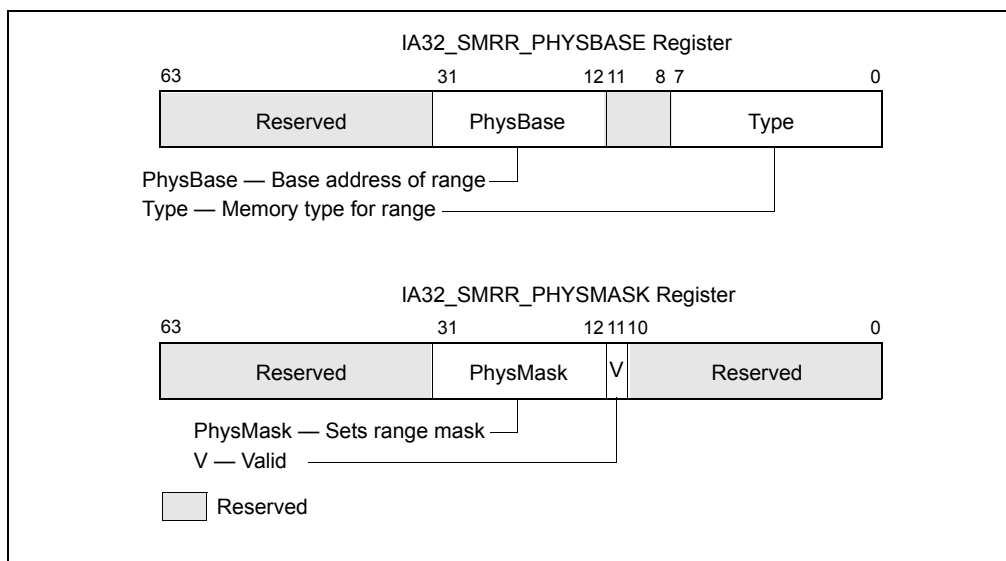 IA32_SMRR_PHYSBASE Register
63 31 12 11 8 7 0
Reserved PhysBase Type
PhysBase — Base address of range
Type — Memory type for range
IA32_SMRR_PHYSMASK Register
63 31 12 11 10 0
Reserved PhysMask V Reserved
PhysMask — Sets range mask
V — Valid
Reserved